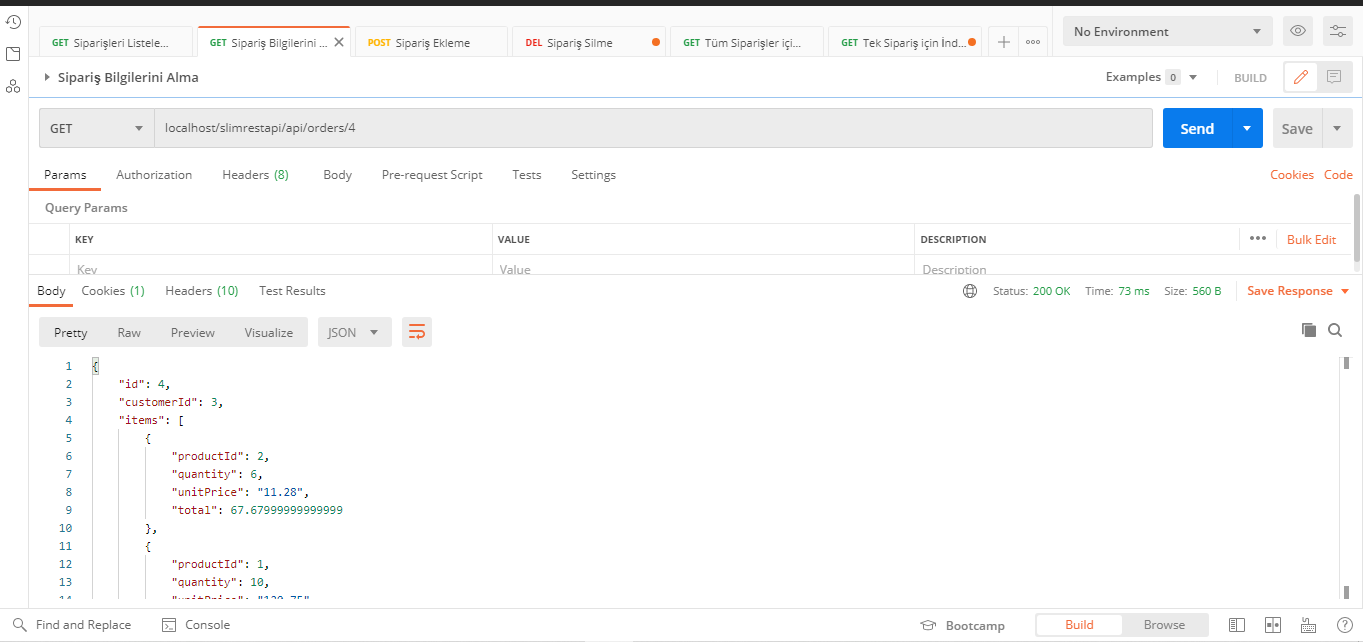 GET Siparişleri Listele...
GET Sipariş Bilgilerini ...
POST Sipariş Ekleme
DEL Sipariş Silme
GET Tüm Siparişler içi...
GET Tek Sipariş için İnd...
No Environment
Sipariş Bilgilerini Alma
Examples 0
BUILD
GET
localhost/slimrestapi/api/orders/4
Send
Save
Params Authorization Headers (8) Body Pre-request Script Tests Settings
Cookies Code
Query Params
KEY VALUE DESCRIPTION
Bulk Edit
Key Value Description
Body Cookies (1) Headers (10) Test Results
Status: 200 OK Time: 73 ms Size: 560 B Save Response
Pretty Raw Preview Visualize JSON
1 {
2 "id": 4,
3 "customerId": 3,
4 "items": [
5 {
6 "productId": 2,
7 "quantity": 6,
8 "unitPrice": "11.28",
9 "total": 67.67999999999999
10 },
11 {
12 "productId": 1,
13 "quantity": 10,
14 "unitPrice": "120.75",
Find and Replace Console
Bootcamp Build Browse